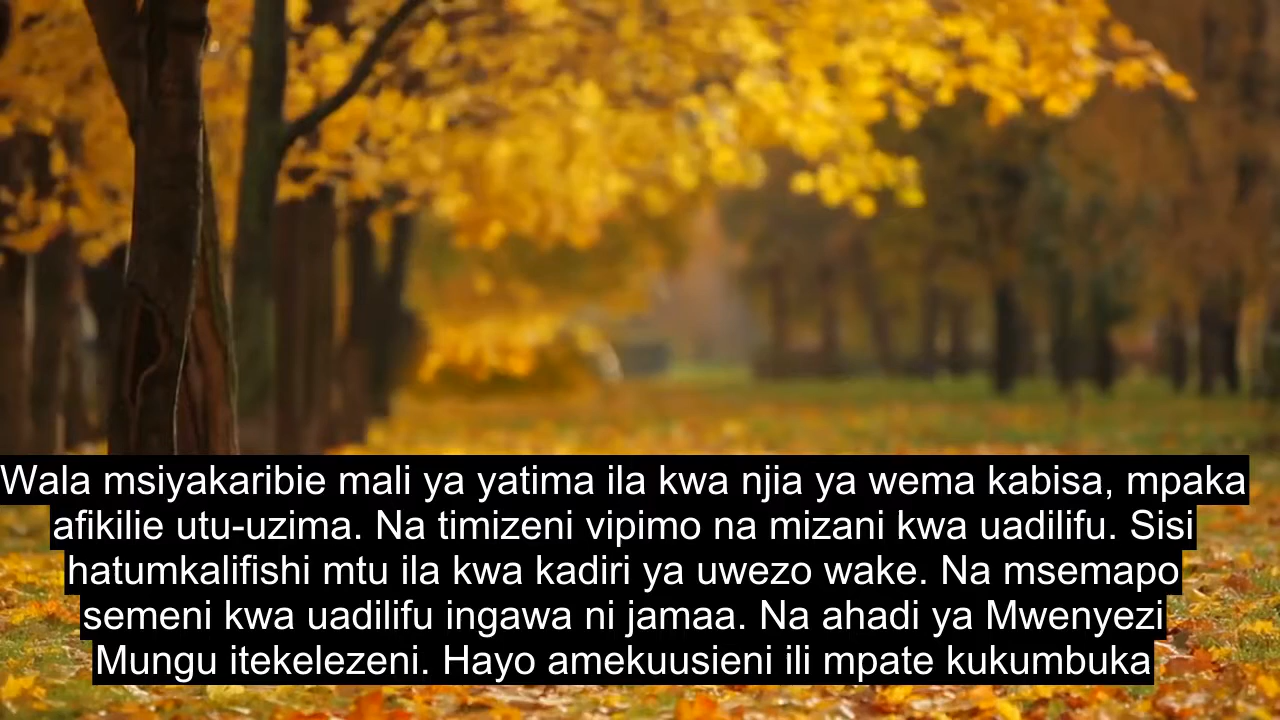 Wala msiyakaribie mali ya yatima ila kwa njia ya wema kabisa, mpaka
afikilie utu-uzima. Na timizeni vipimo na mizani kwa uadilifu. Sisi
hatumkalifishi mtu ila kwa kadiri ya uwezo wake. Na msemapo
semeni kwa uadilifu ingawa ni jamaa. Na ahadi ya Mwenyezi
Mungu itekelezeni. Hayo amekuusieni ili mpate kukumbuka